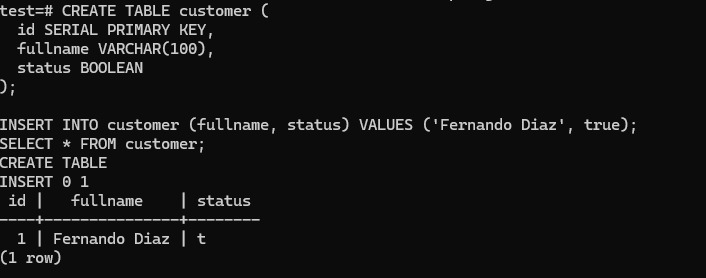 test=# CREATE TABLE customer (
  id SERIAL PRIMARY KEY,
  fullname VARCHAR(100),
  status BOOLEAN
);

INSERT INTO customer (fullname, status) VALUES ('Fernando Diaz', true);
SELECT * FROM customer;
CREATE TABLE
INSERT 0 1
 id |   fullname    | status
----+---------------+--------
  1 | Fernando Diaz | t
(1 row)